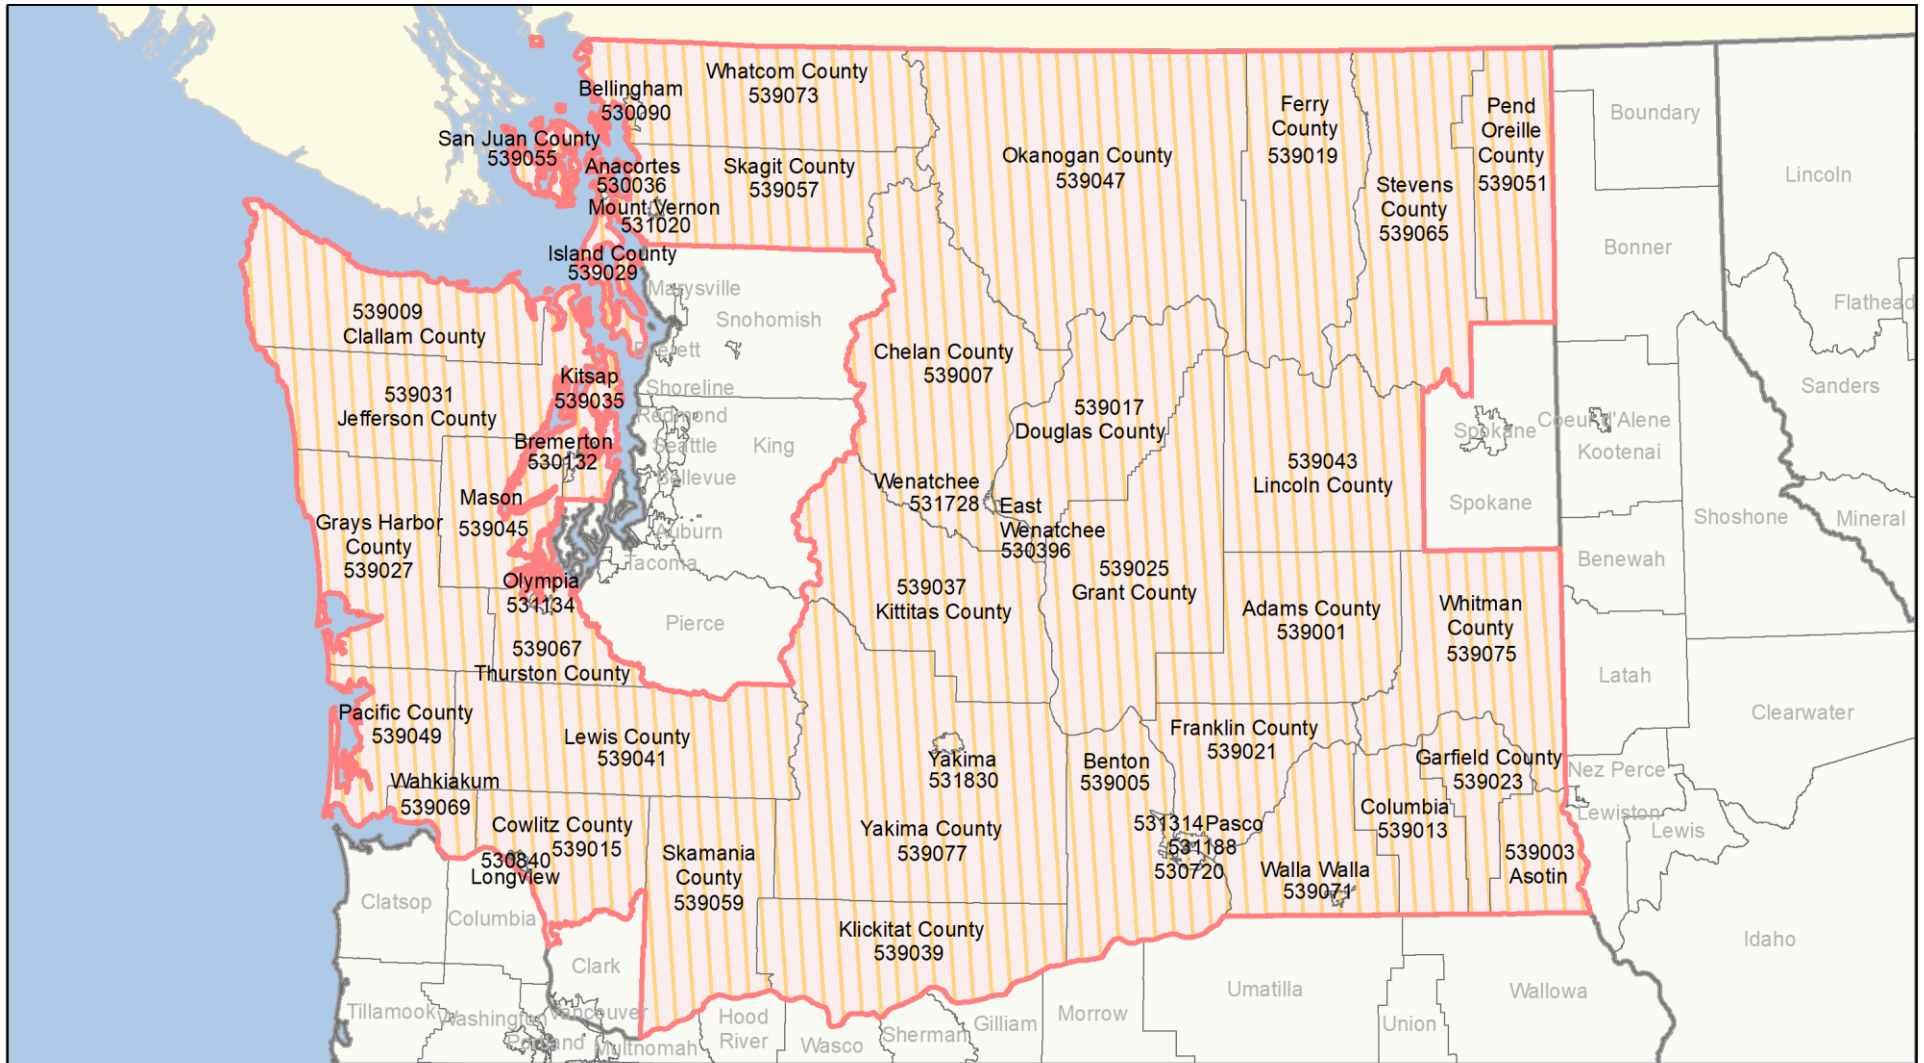 Whatcom County
539073
Bellingham
530090
San Juan County
539055
Anacortes
530036
Skagit County
539057
Mount Vernon
531020
Island County
539029
Okanogan County
539047
Ferry
County
539019
Stevens
County
539065
Pend
Oreille
County
539051
Boundary
Lincoln
Bonner
Flathead
Sanders
Marysville
Snohomish
Everett
Shoreline
Redmond
Seattle
King
Bellevue
Auburn
Tacoma
Pierce
539009
Clallam County
539031
Jefferson County
Kitsap
539035
Bremerton
530132
Mason
539045
Grays Harbor
County
539027
Olympia
531134
539067
Thurston County
Chelan County
539007
539017
Douglas County
Wenatchee
531728
East
Wenatchee
530396
539043
Lincoln County
Spokane
Spokane
Coeur d'Alene
Kootenai
Shoshone
Mineral
Benewah
539037
Kittitas County
539025
Grant County
Adams County
539001
Whitman
County
539075
Latah
Clearwater
Pacific County
539049
Lewis County
539041
Wahkiakum
539069
Cowlitz County
539015
530840
Longview
Skamania
County
539059
Yakima
531830
Yakima County
539077
Klickitat County
539039
Benton
539005
Franklin County
539021
531314 Pasco
531188
530720
Walla Walla
539071
Columbia
539013
Garfield County
539023
539003
Asotin
Nez Perce
Lewiston
Lewis
Idaho
Clatsop
Columbia
Clark
Tillamook
Washington
Vancouver
Portland
Multnomah
Hood
River
Wasco
Sherman
Gilliam
Morrow
Umatilla
Union
Wallowa